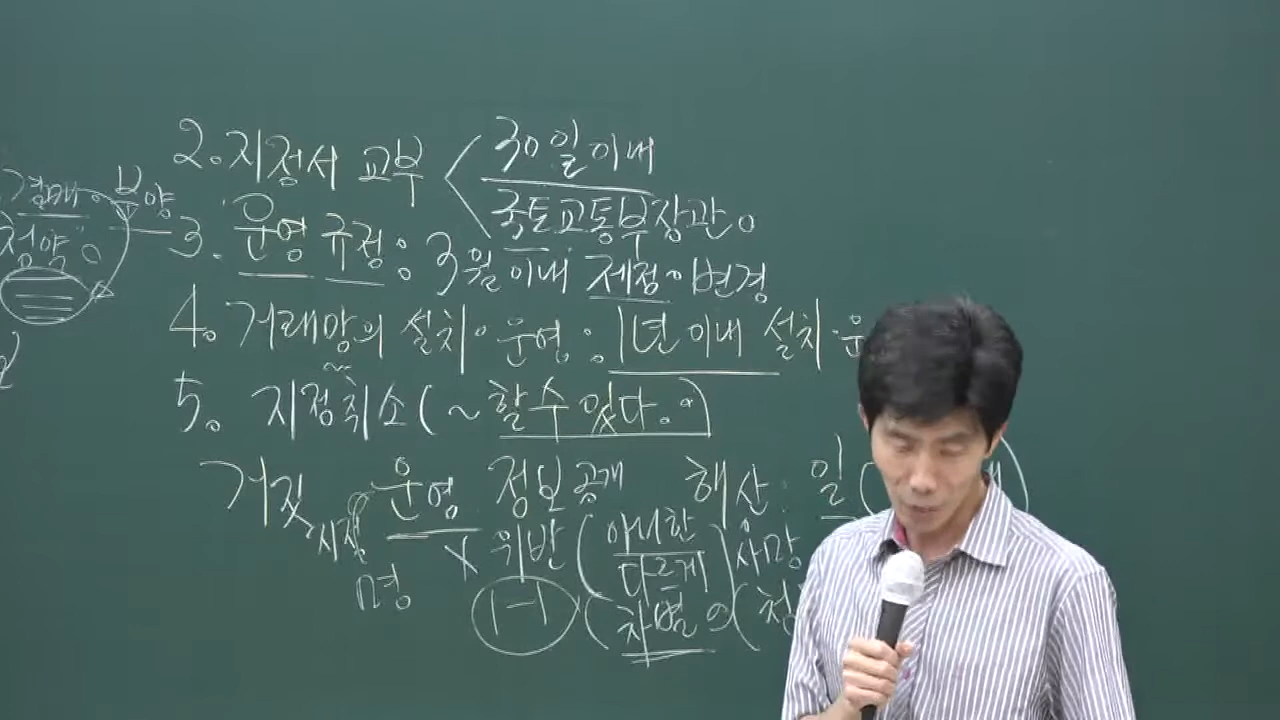 경매 분양
청약
2. 지정서 교부 < 30일 이내
국토교통부장관
3. 운영 규정 : 3월 이내 제정·변경
4. 거래망의 설치·운영 : 1년 이내 설치·운
5. 지정취소 (~할 수 있다.)
거짓 운영 정보공개 해산 일
위반 (아니한 사망
다르게
명 (차별
1-1